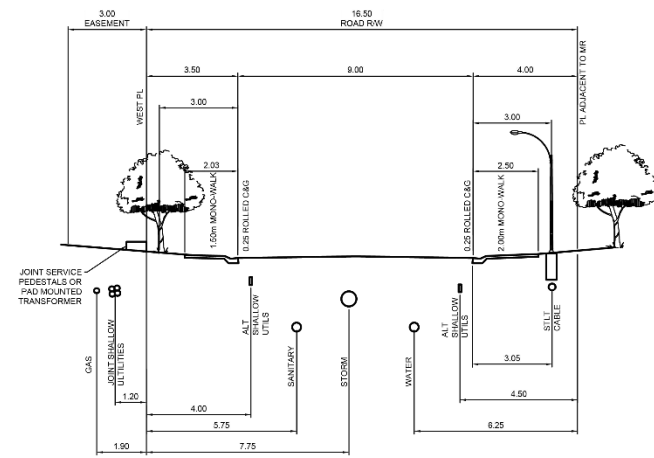 3.00
EASEMENT
16.50
ROAD R/W
3.50
9.00
4.00
3.00
3.00
WEST PL
PL ADJACENT TO MR
2.03
2.50
1.50m MONO-WALK
0.25 ROLLED C&G
0.25 ROLLED C&G
2.00m MONO-WALK
JOINT SERVICE
PEDESTALS OR
PAD MOUNTED
TRANSFORMER
GAS
JOINT SHALLOW
ULTILITIES
ALT
SHALLOW
UTILS
SANITARY
STORM
WATER
ALT
SHALLOW
UTILS
STLT
CABLE
3.05
1.20
4.00
4.50
5.75
6.25
1.90
7.75